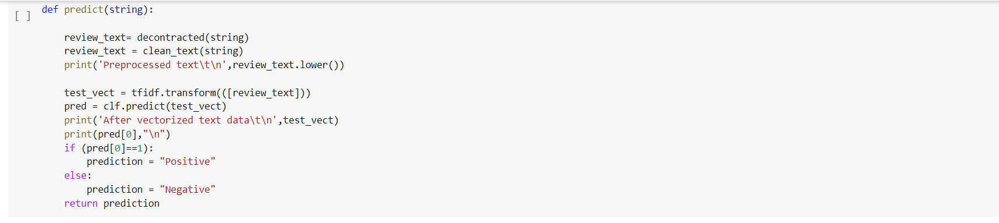 def predict(string):
[ ]
review_text= decontracted(string)
review_text = clean_text(string)
print('Preprocessed text\t\n',review_text.lower())
test_vect = tfidf.transform(([review_text]))
pred = clf.predict(test_vect)
print('After vectorized text data\t\n',test_vect)
print(pred[0],"\n")
if (pred[0]==1):
prediction = "Positive"
else:
prediction = "Negative"
return prediction